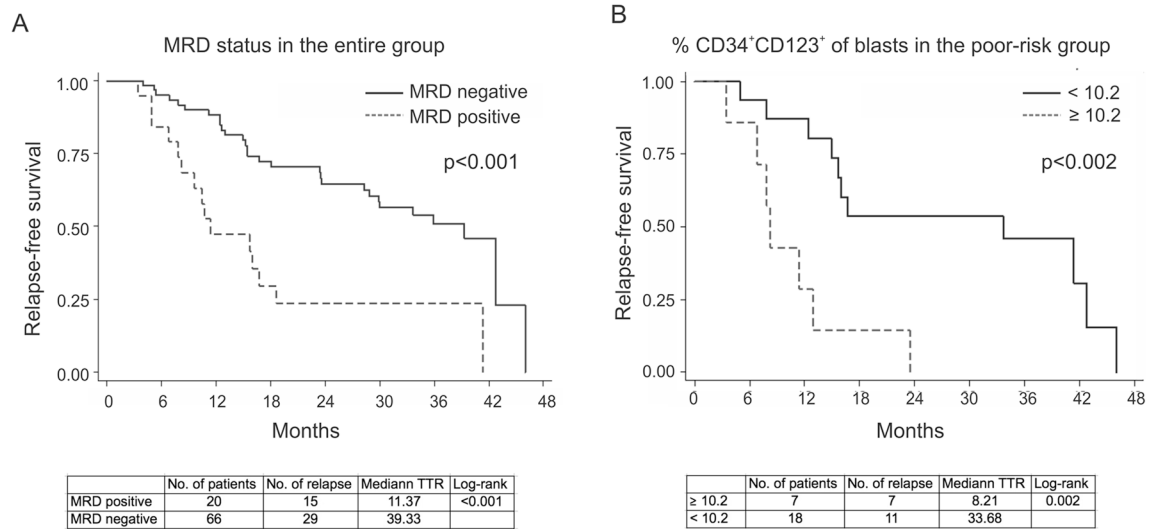 A
MRD status in the entire group
1.00
0.75
0.50
0.25
0.00
Relapse-free survival
MRD negative
MRD positive
p<0.001
0 6 12 18 24 30 36 42 48
Months
No. of patients No. of relapse Mediann TTR Log-rank
MRD positive 20 15 11.37 <0.001
MRD negative 66 29 39.33
B
% CD34⁺CD123⁺ of blasts in the poor-risk group
1.00
0.75
0.50
0.25
0.00
Relapse-free survival
< 10.2
≥ 10.2
p<0.002
0 6 12 18 24 30 36 42 48
Months
No. of patients No. of relapse Mediann TTR Log-rank
≥ 10.2 7 7 8.21 0.002
< 10.2 18 11 33.68